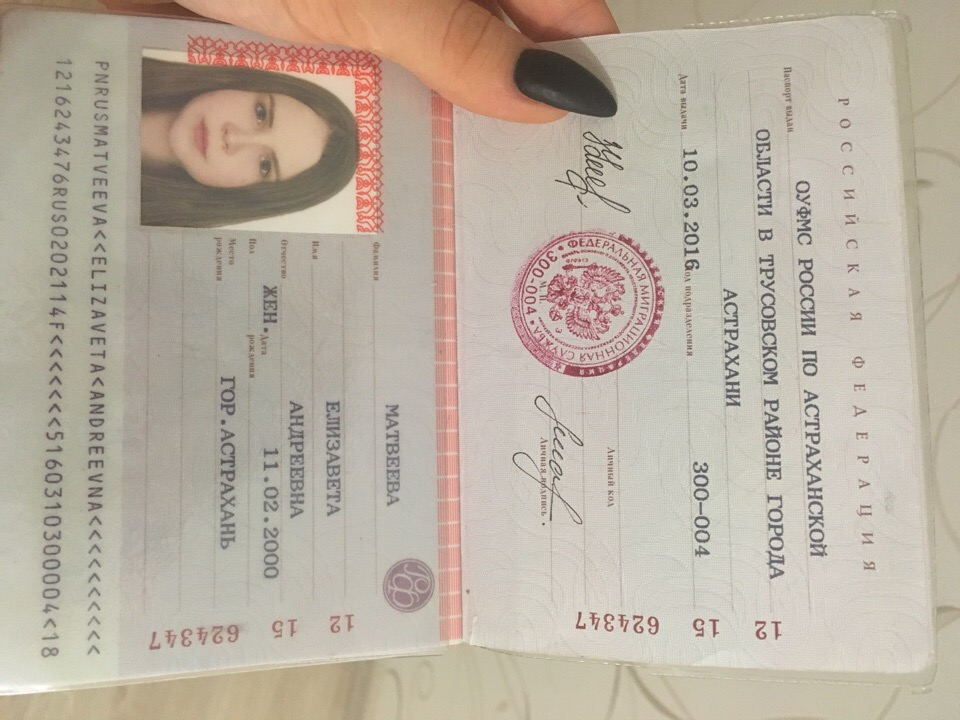 РОССИЙСКАЯ ФЕДЕРАЦИЯ
Паспорт выдан
ОУФМС РОССИИ ПО АСТРАХАНСКОЙ
ОБЛАСТИ В ТРУСОВСКОМ РАЙОНЕ ГОРОДА
АСТРАХАНИ
Дата выдачи 10.03.2016 Код подразделения 300-004
Личный код
Личная подпись
ФЕДЕРАЛЬНАЯ МИГРАЦИОННАЯ СЛУЖБА
300-004
12 15 624347
Фамилия МАТВЕЕВА
Имя ЕЛИЗАВЕТА
Отчество АНДРЕЕВНА
Пол ЖЕН. Дата рождения 11.02.2000
Место рождения ГОР.АСТРАХАНЬ
12 15 624347
PNRUSMATVEEVA<<ELIZAVETA<ANDREEVNA<<<<<<<<<
1216243476RUS0202114F<<<<<<<5160310300004<18